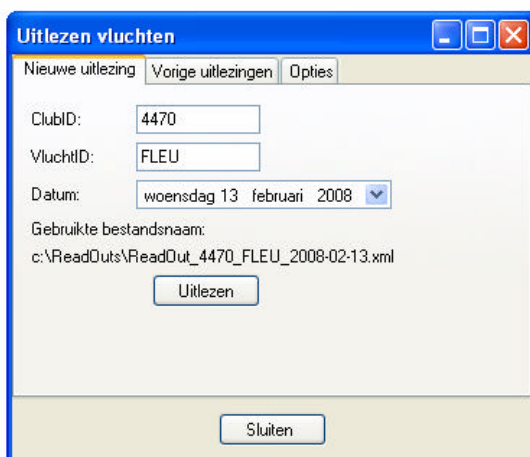 Uitlezen vluchten
Nieuwe uitlezing Vorige uitlezingen Opties
ClubID: 4470
VluchtID: FLEU
Datum: woensdag 13 februari 2008
Gebruikte bestandsnaam:
c:\ReadOuts\ReadOut_4470_FLEU_2008-02-13.xml
Uitlezen
Sluiten